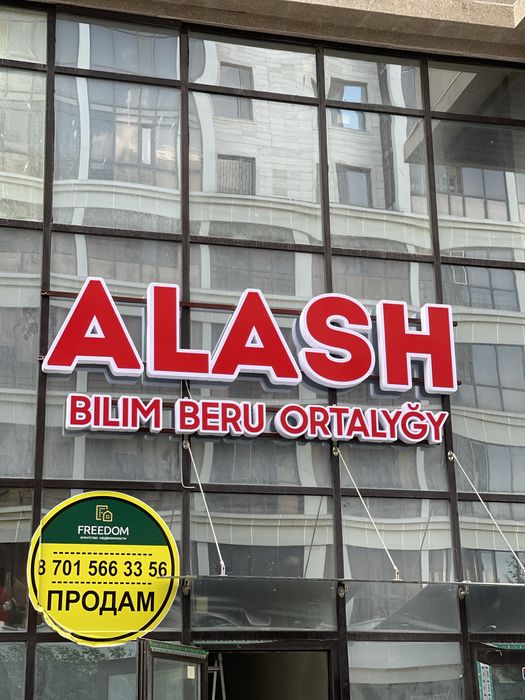 ALASH
BILIM BERU ORTALYĞY
FREEDOM
агентство недвижимости
8 701 566 33 56
ПРОДАМ